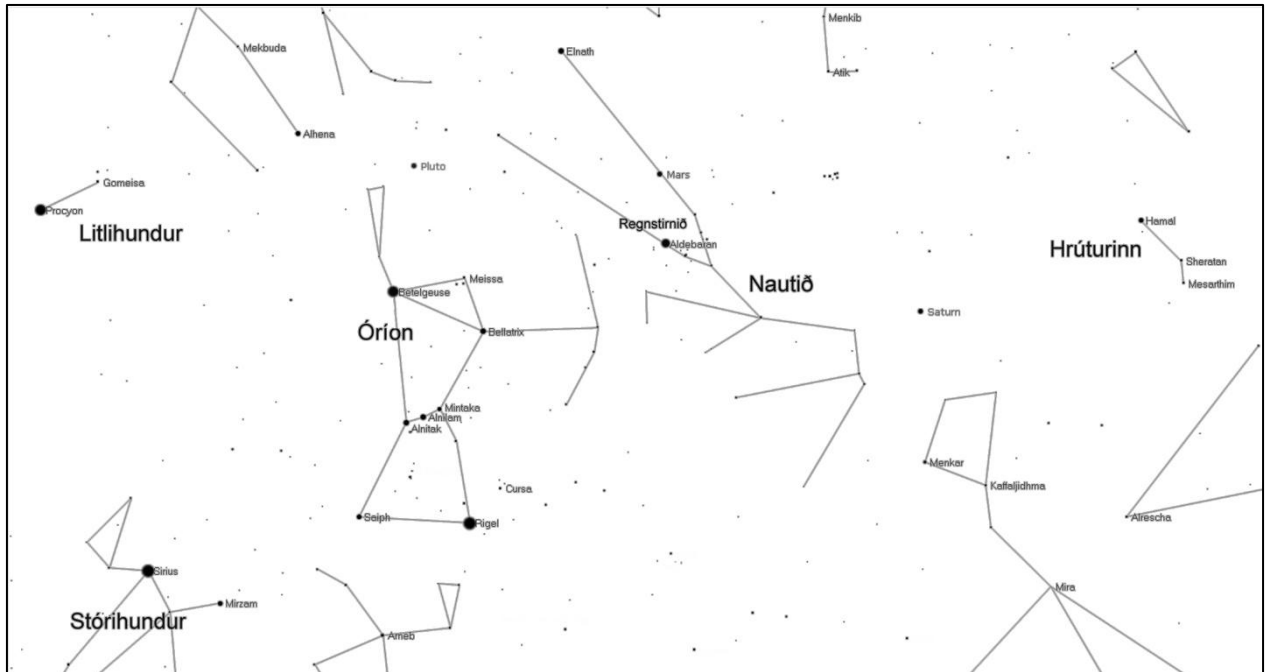 Menkib
Mekbuda
Elnath
Atik
Alhena
Pluto
Mars
Gomeisa
Procyon
Litlihundur
Regnstirnið
Aldebaran
Hamal
Hrúturinn
Sheratan
Mesarthim
Nautið
Meissa
Betelgeuse
Saturn
Óríon
Bellatrix
Mintaka
Alnilam
Alnitak
Menkar
Kaffaljidhma
Cursa
Saiph
Rigel
Alrescha
Sirius
Mirzam
Stórihundur
Arneb
Mira